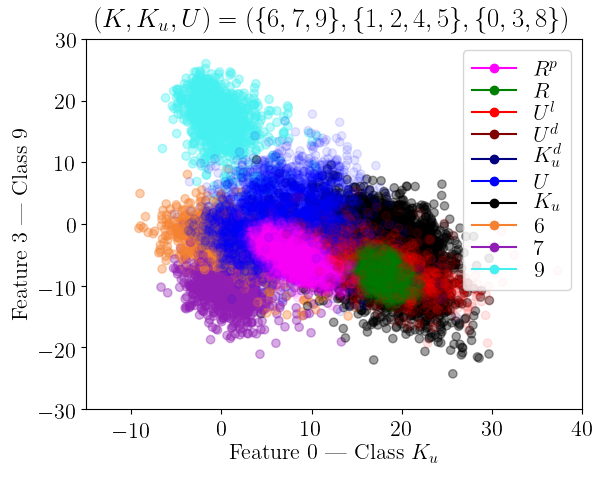 (K, K_u, U) = ({6, 7, 9}, {1, 2, 4, 5}, {0, 3, 8})
30
20
10
0
−10
−20
−30
Feature 3 — Class 9
R^p
R
U^l
U^d
K_u^d
U
K_u
6
7
9
−10
0
10
20
30
40
Feature 0 — Class K_u